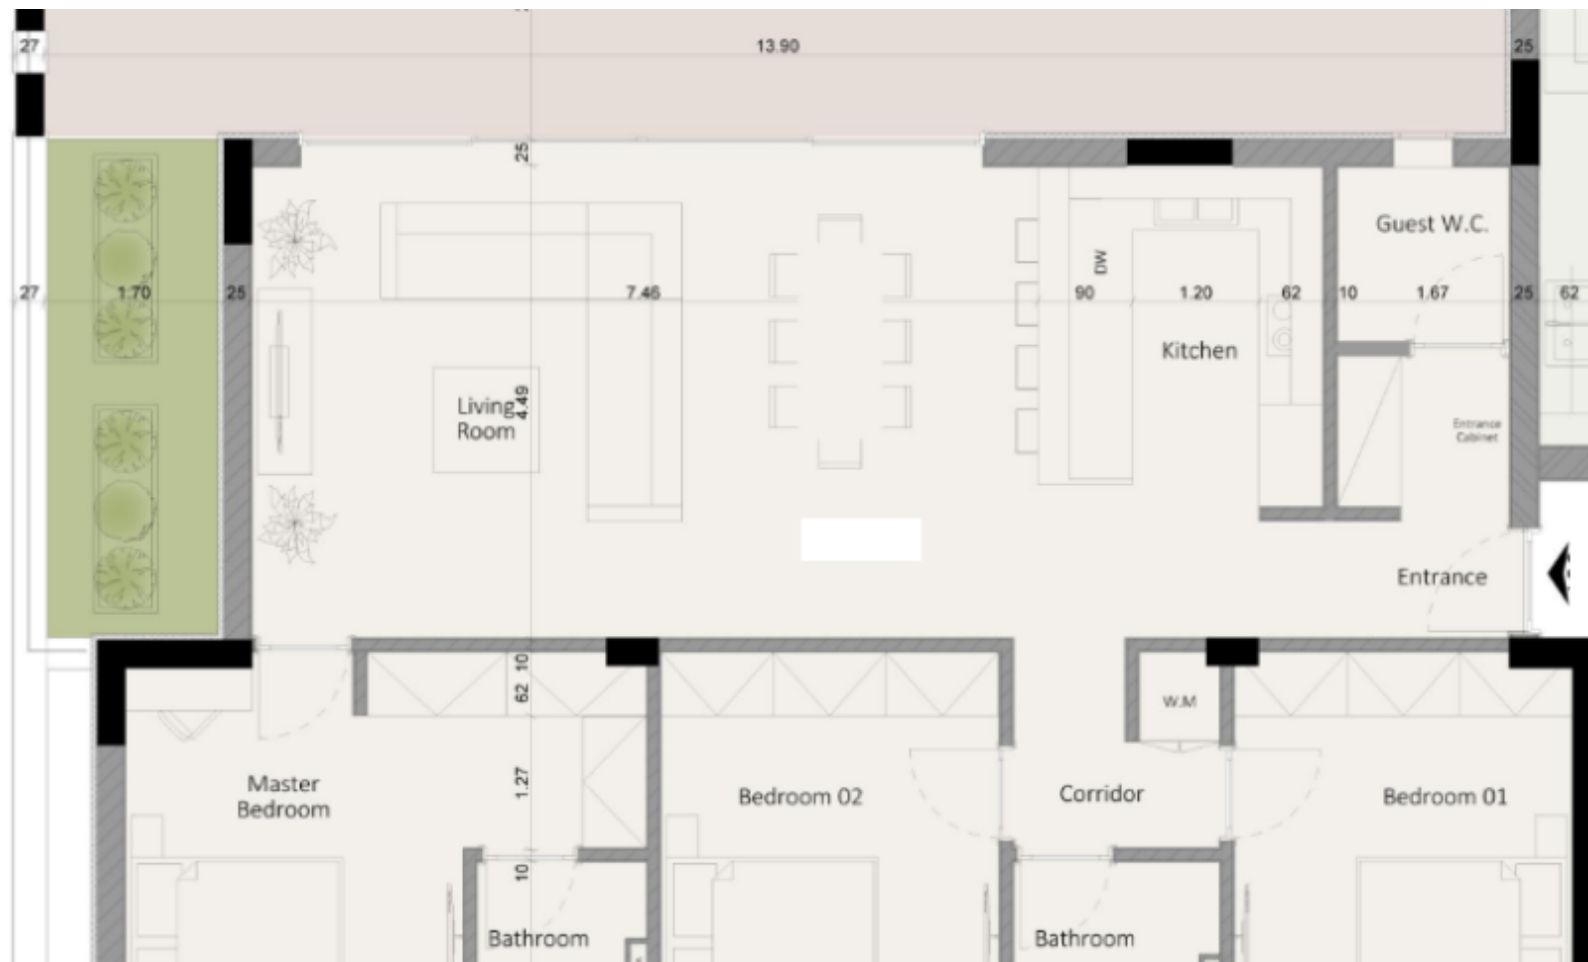 27
13.90
25
25
Guest W.C.
DW
27
1.70
25
7.46
90
1.20
62
10
1.67
25
62
Kitchen
Living
Room
4.49
Entrance
Cabinet
Entrance
10
62
W.M
1.27
Master
Bedroom
Bedroom 02
Corridor
Bedroom 01
10
Bathroom
Bathroom